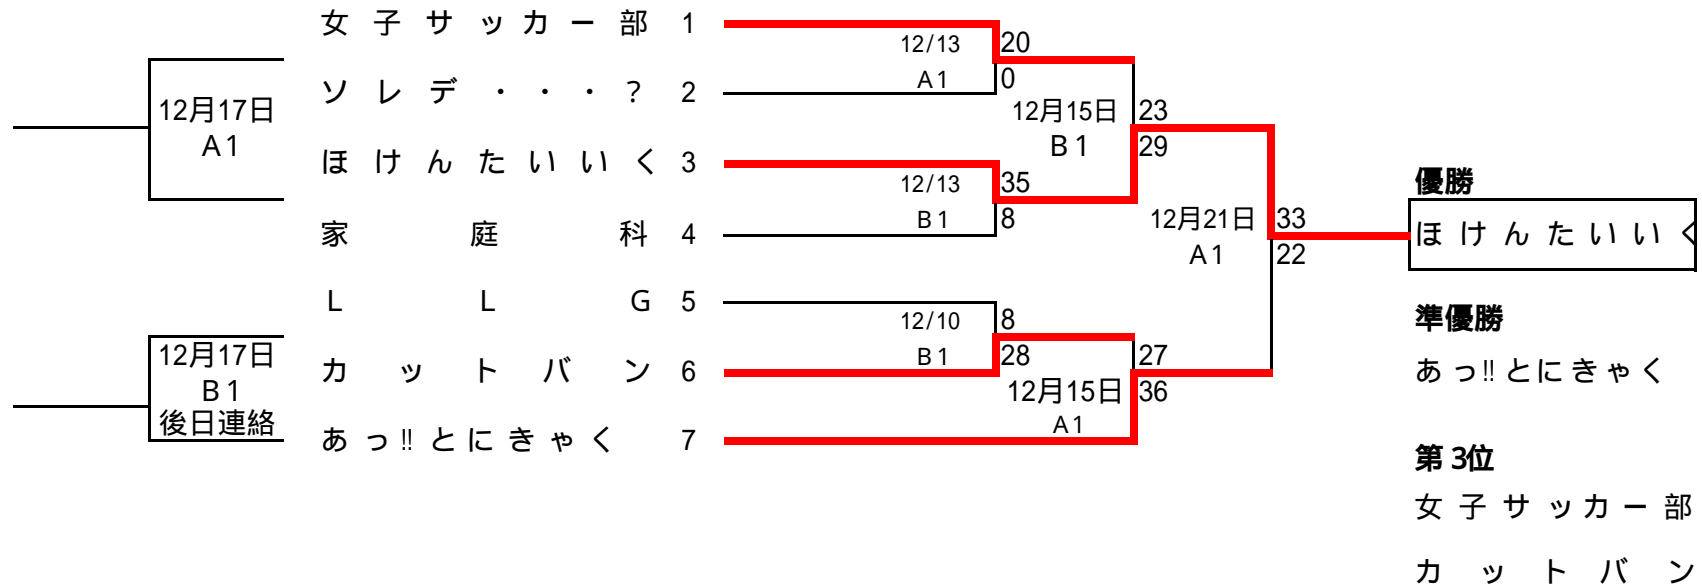 女子サッカー部 1
12/13
20
A1
0
ソレデ・・・? 2
12月17日
A1
12月15日
B1
23
29
ほけんたいいく 3
12/13
35
B1
8
家庭科 4
12月21日
A1
33
22
優勝
ほけんたいいく
LLG 5
12/10
8
B1
28
12月17日
B1
後日連絡
カットバン 6
27
12月15日
36
A1
あっ‼とにきゃく 7
準優勝
あっ‼とにきゃく
第3位
女子サッカー部
カットバン